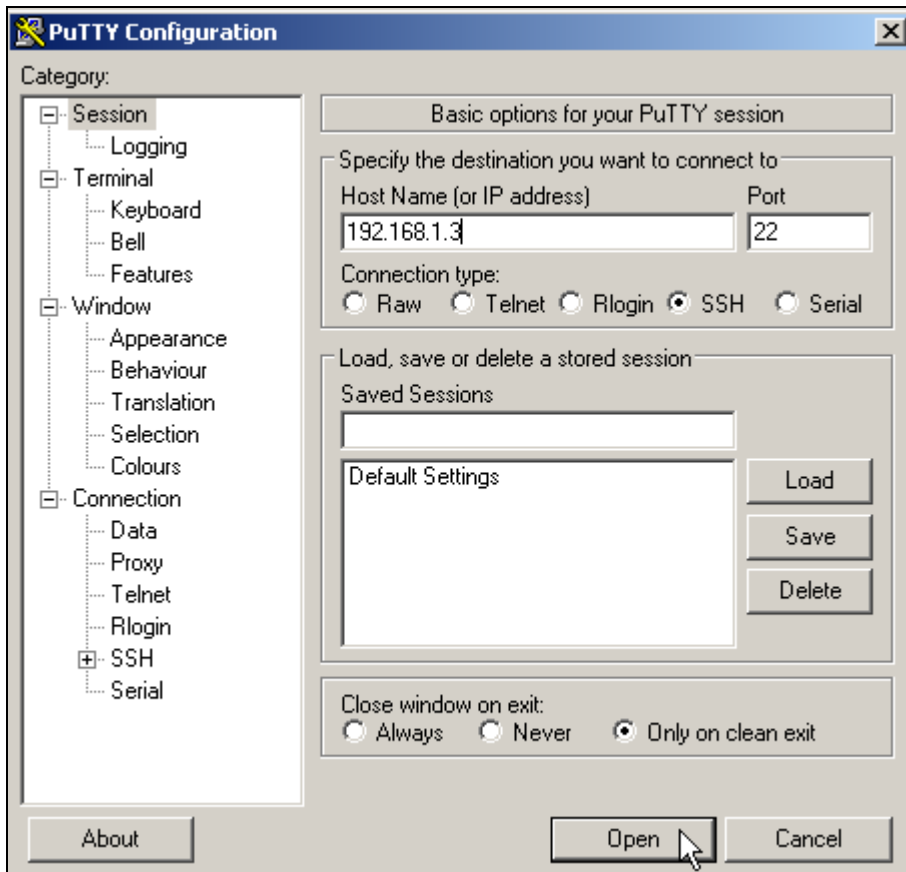 PuTTY Configuration
Category:
Session
Logging
Terminal
Keyboard
Bell
Features
Window
Appearance
Behaviour
Translation
Selection
Colours
Connection
Data
Proxy
Telnet
Rlogin
SSH
Serial
Basic options for your PuTTY session
Specify the destination you want to connect to
Host Name (or IP address) Port
192.168.1.3 22
Connection type:
Raw Telnet Rlogin SSH Serial
Load, save or delete a stored session
Saved Sessions
Default Settings
Load
Save
Delete
Close window on exit:
Always Never Only on clean exit
About Open Cancel